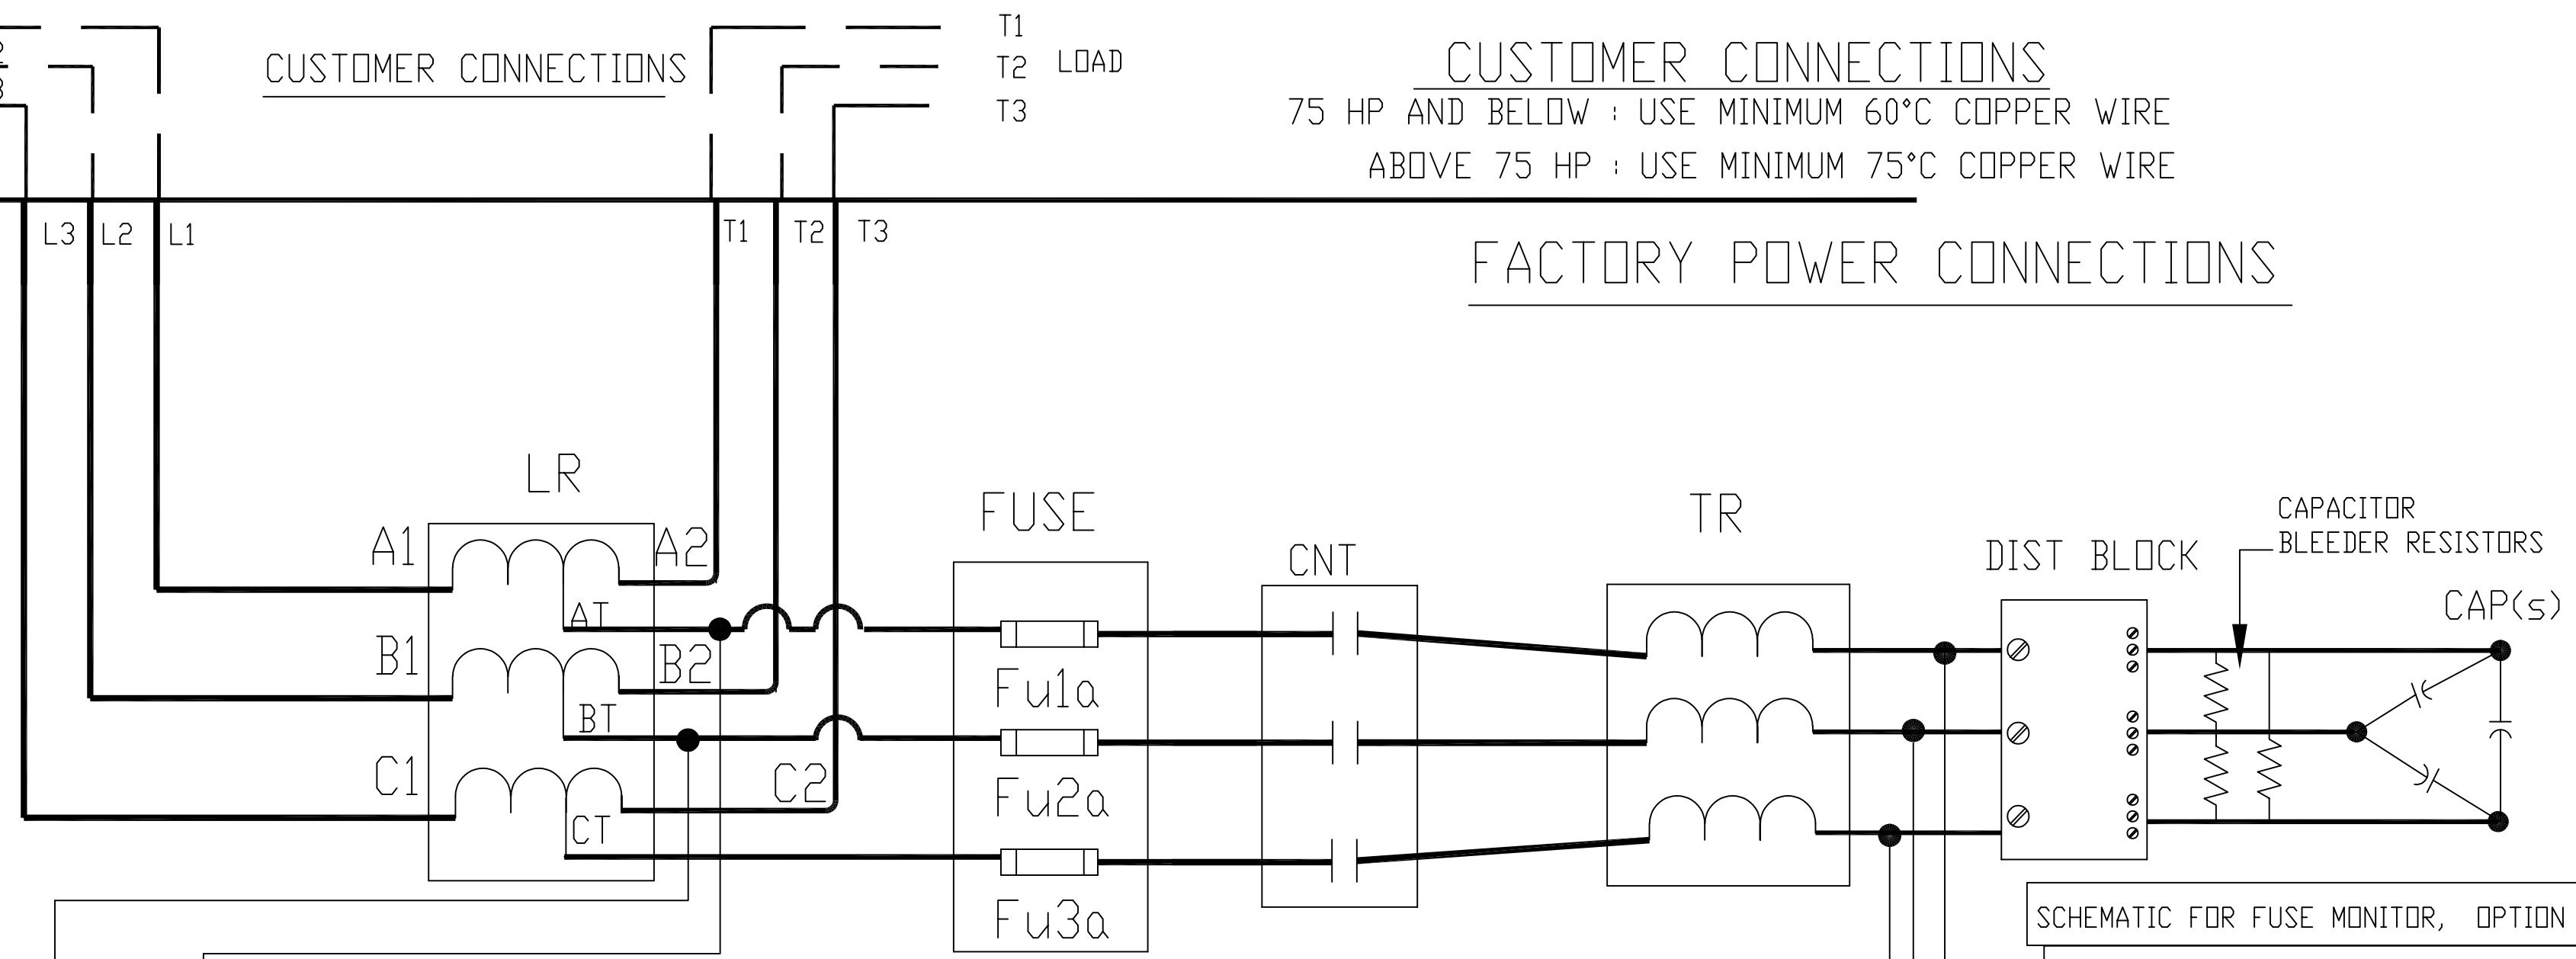 T1
CUSTOMER CONNECTIONS
T2 LOAD
T3
CUSTOMER CONNECTIONS
75 HP AND BELOW : USE MINIMUM 60°C COPPER WIRE
ABOVE 75 HP : USE MINIMUM 75°C COPPER WIRE
L3 L2 L1
T1 T2 T3
FACTORY POWER CONNECTIONS
LR
FUSE
TR
CNT
DIST BLOCK
CAPACITOR
BLEEDER RESISTORS
CAP(s)
A1 A2
AT
B1 B2
BT
C1 C2
CT
Fu1a
Fu2a
Fu3a
SCHEMATIC FOR FUSE MONITOR, OPTION